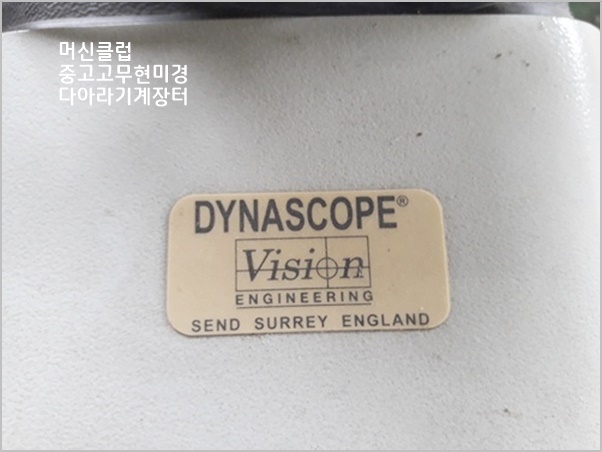 머신클럽
중고고무현미경
다아라기계장터
DYNASCOPE®
Vision
ENGINEERING
SEND SURREY ENGLAND